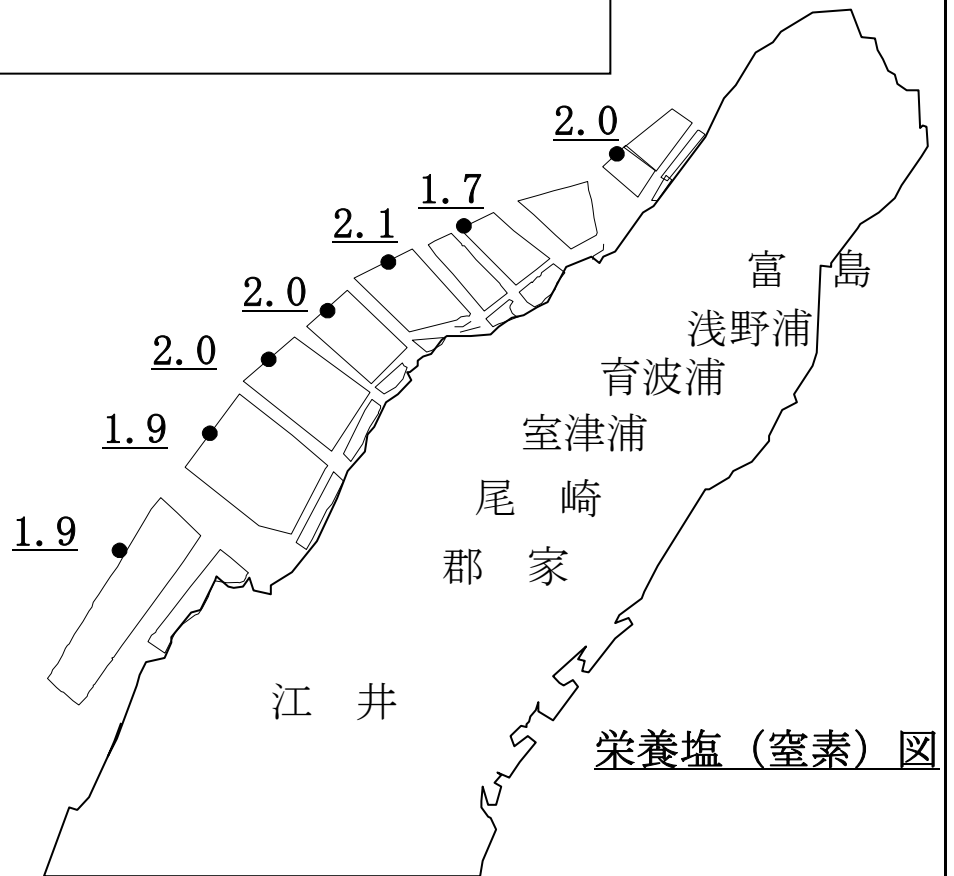 2.0
1.7
2.1
2.0
2.0
1.9
1.9
富　島
浅野浦
育波浦
室津浦
尾　崎
郡　家
江　井
栄養塩（窒素）図